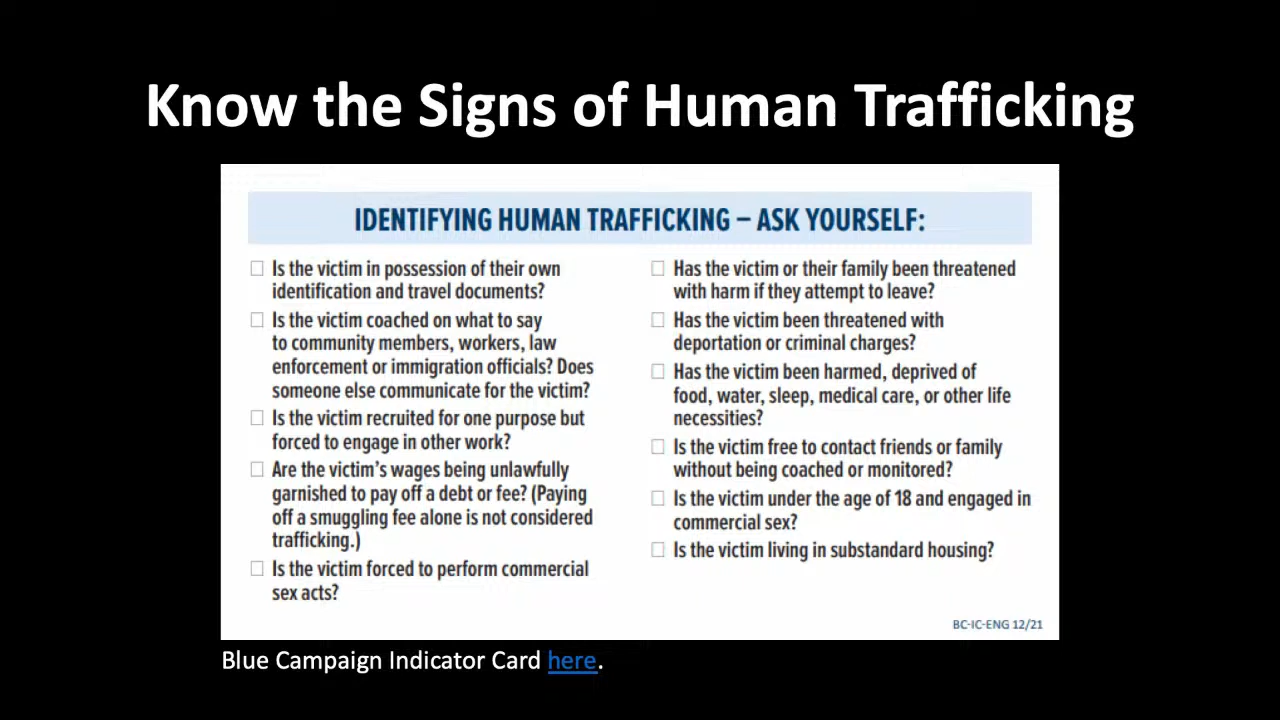 Know the Signs of Human Trafficking
IDENTIFYING HUMAN TRAFFICKING – ASK YOURSELF:
Is the victim in possession of their own
identification and travel documents?
Is the victim coached on what to say
to community members, workers, law
enforcement or immigration officials? Does
someone else communicate for the victim?
Is the victim recruited for one purpose but
forced to engage in other work?
Are the victim's wages being unlawfully
garnished to pay off a debt or fee? (Paying
off a smuggling fee alone is not considered
trafficking.)
Is the victim forced to perform commercial
sex acts?
Has the victim or their family been threatened
with harm if they attempt to leave?
Has the victim been threatened with
deportation or criminal charges?
Has the victim been harmed, deprived of
food, water, sleep, medical care, or other life
necessities?
Is the victim free to contact friends or family
without being coached or monitored?
Is the victim under the age of 18 and engaged in
commercial sex?
Is the victim living in substandard housing?
BC-IC-ENG 12/21
Blue Campaign Indicator Card here.